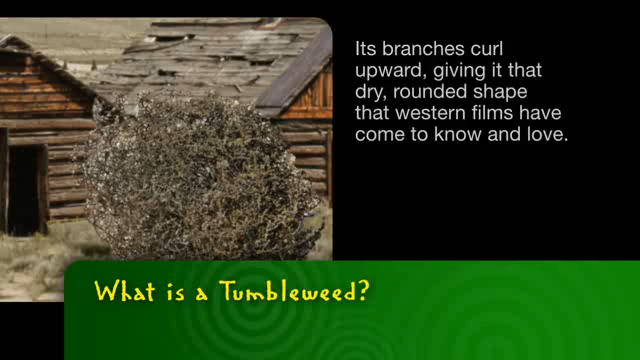 Its branches curl
upward, giving it that
dry, rounded shape
that western films have
come to know and love.
What is a Tumbleweed?